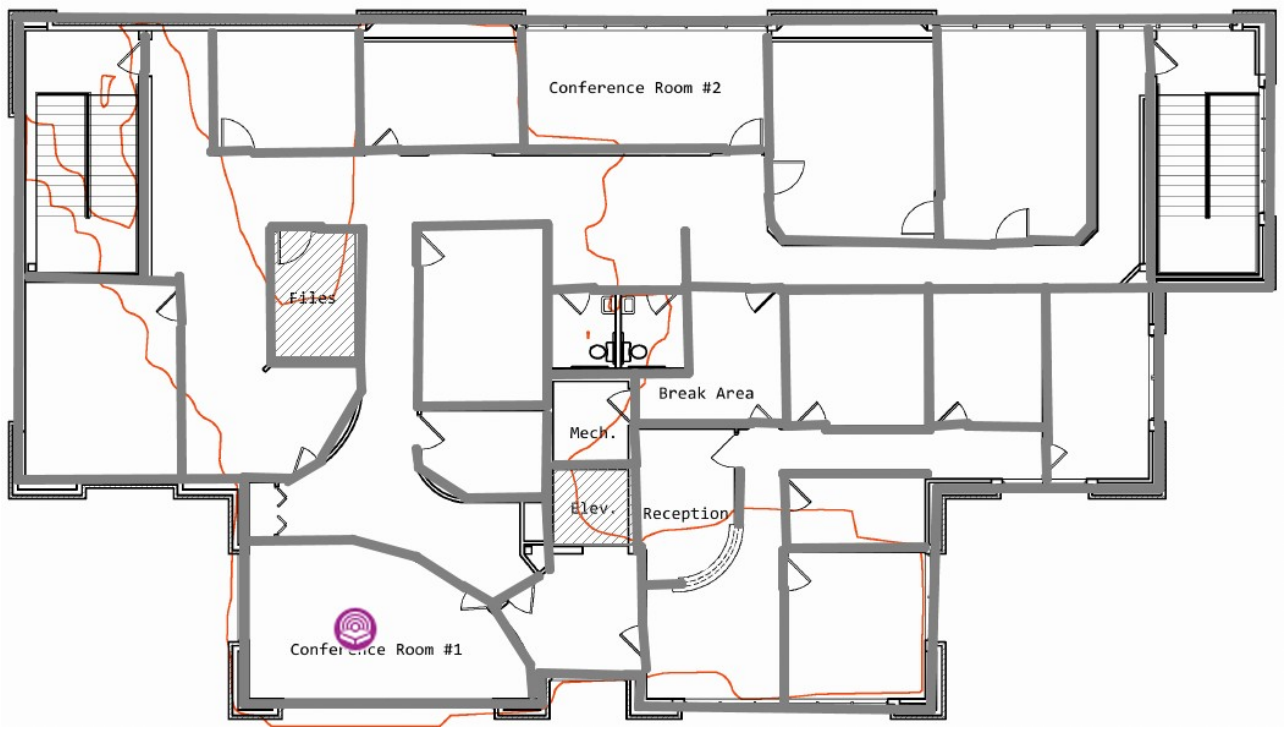 Conference Room #2
Files
Break Area
Mech.
Elev.
Reception
Conference Room #1